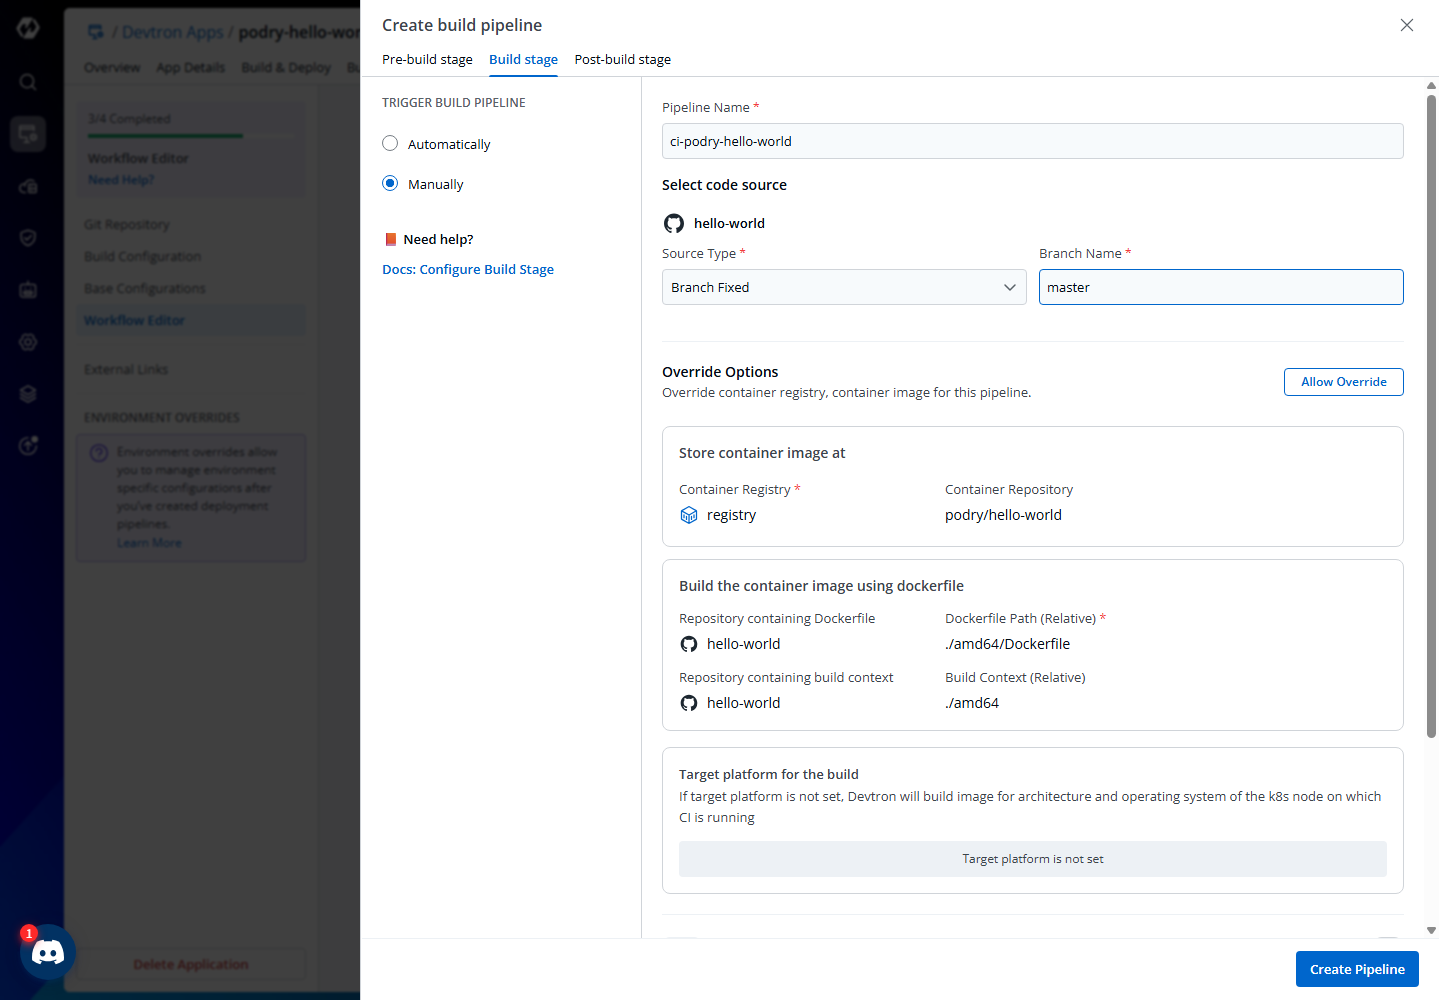 / Devtron Apps / podry-hello-wor
Overview App Details Build & Deploy Bu
3/4 Completed
Workflow Editor
Need Help?
Git Repository
Build Configuration
Base Configurations
Workflow Editor
External Links
ENVIRONMENT OVERRIDES
Environment overrides allow
you to manage environment
specific configurations after
you've created deployment
pipelines.
Learn More
Delete Application
1
Create build pipeline
Pre-build stage Build stage Post-build stage
TRIGGER BUILD PIPELINE
Automatically
Manually
Need help?
Docs: Configure Build Stage
Pipeline Name *
ci-podry-hello-world
Select code source
hello-world
Source Type * Branch Name *
Branch Fixed master
Override Options
Override container registry, container image for this pipeline.
Allow Override
Store container image at
Container Registry * Container Repository
registry podry/hello-world
Build the container image using dockerfile
Repository containing Dockerfile Dockerfile Path (Relative) *
hello-world ./amd64/Dockerfile
Repository containing build context Build Context (Relative)
hello-world ./amd64
Target platform for the build
If target platform is not set, Devtron will build image for architecture and operating system of the k8s node on which
CI is running
Target platform is not set
Create Pipeline